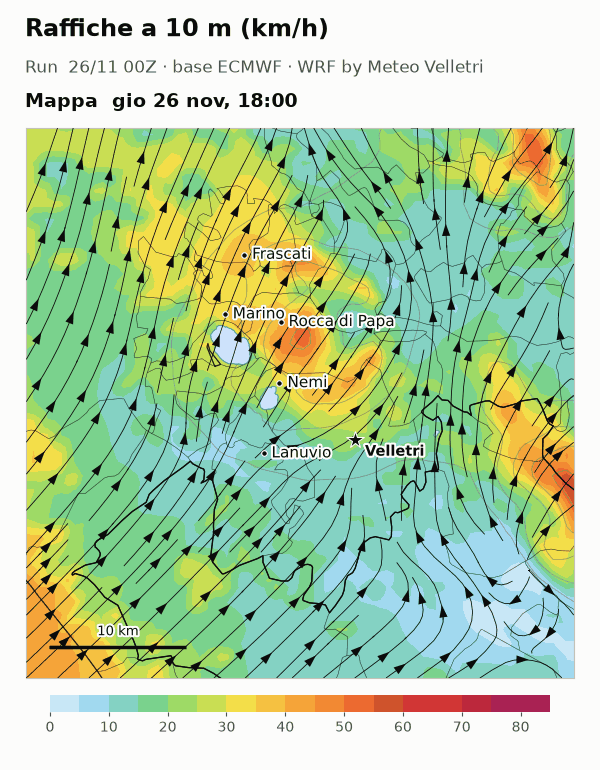 Raffiche a 10 m (km/h)
Run  26/11 00Z · base ECMWF · WRF by Meteo Velletri
Mappa  gio 26 nov, 18:00
Frascati
Marino
Rocca di Papa
Nemi
Velletri
Lanuvio
10 km
0 10 20 30 40 50 60 70 80